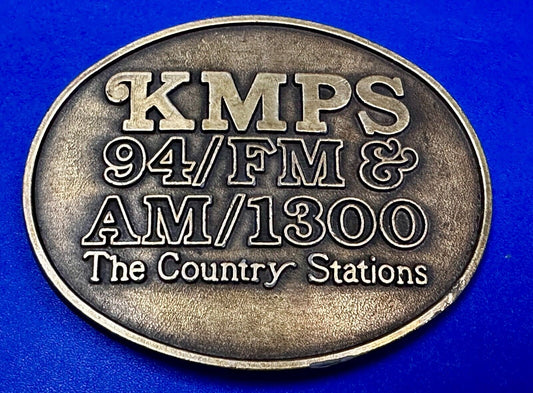 KMPS
94/FM &
AM/1300
The Country Stations